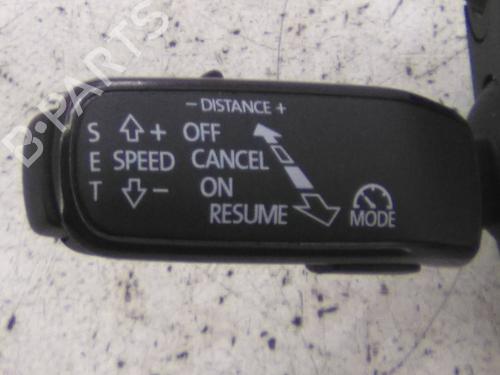 B-PARTS
- DISTANCE +
S + OFF
E SPEED CANCEL
T - ON
RESUME
MODE